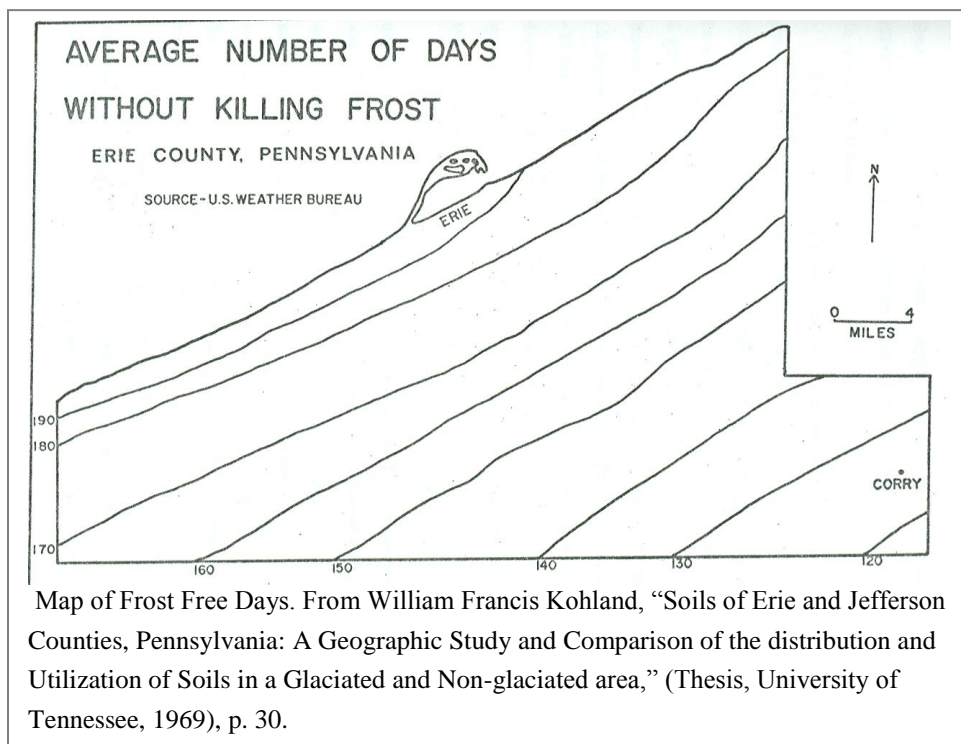 AVERAGE NUMBER OF DAYS
WITHOUT KILLING FROST
ERIE COUNTY, PENNSYLVANIA
SOURCE-U.S. WEATHER BUREAU
ERIE
N
0 4
MILES
190
180
170
CORRY
160 150 140 130 120
Map of Frost Free Days. From William Francis Kohland, “Soils of Erie and Jefferson
Counties, Pennsylvania: A Geographic Study and Comparison of the distribution and
Utilization of Soils in a Glaciated and Non-glaciated area,” (Thesis, University of
Tennessee, 1969), p. 30.